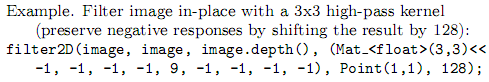 Example. Filter image in-place with a 3x3 high-pass kernel
(preserve negative responses by shifting the result by 128):
filter2D(image, image, image.depth(), (Mat_<float>(3,3)<<
-1, -1, -1, -1, 9, -1, -1, -1, -1), Point(1,1), 128);